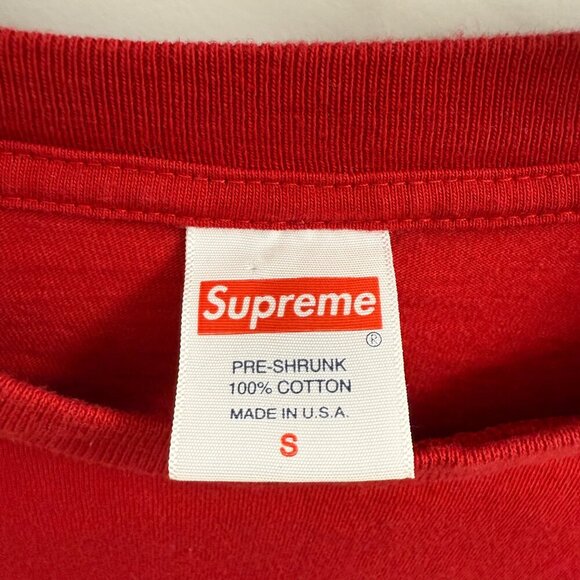 Supreme
®
PRE-SHRUNK
100% COTTON
MADE IN U.S.A.
S